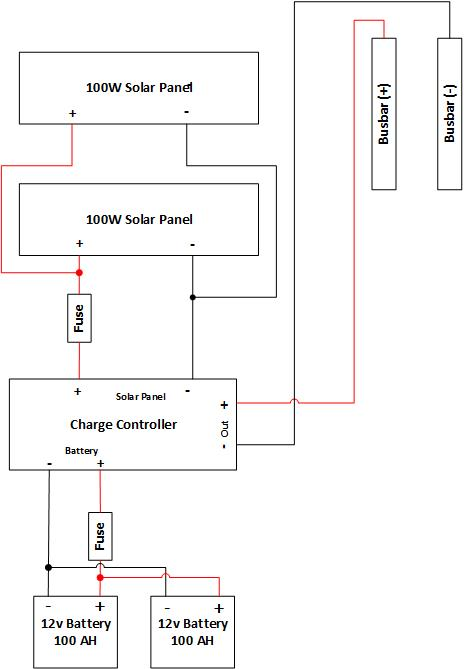 100W Solar Panel
+ -
Busbar (+)
Busbar (-)
100W Solar Panel
+ -
Fuse
+ Solar Panel -
+
Charge Controller
Out
-
Battery
- +
Fuse
- +
12v Battery
100 AH
- +
12v Battery
100 AH